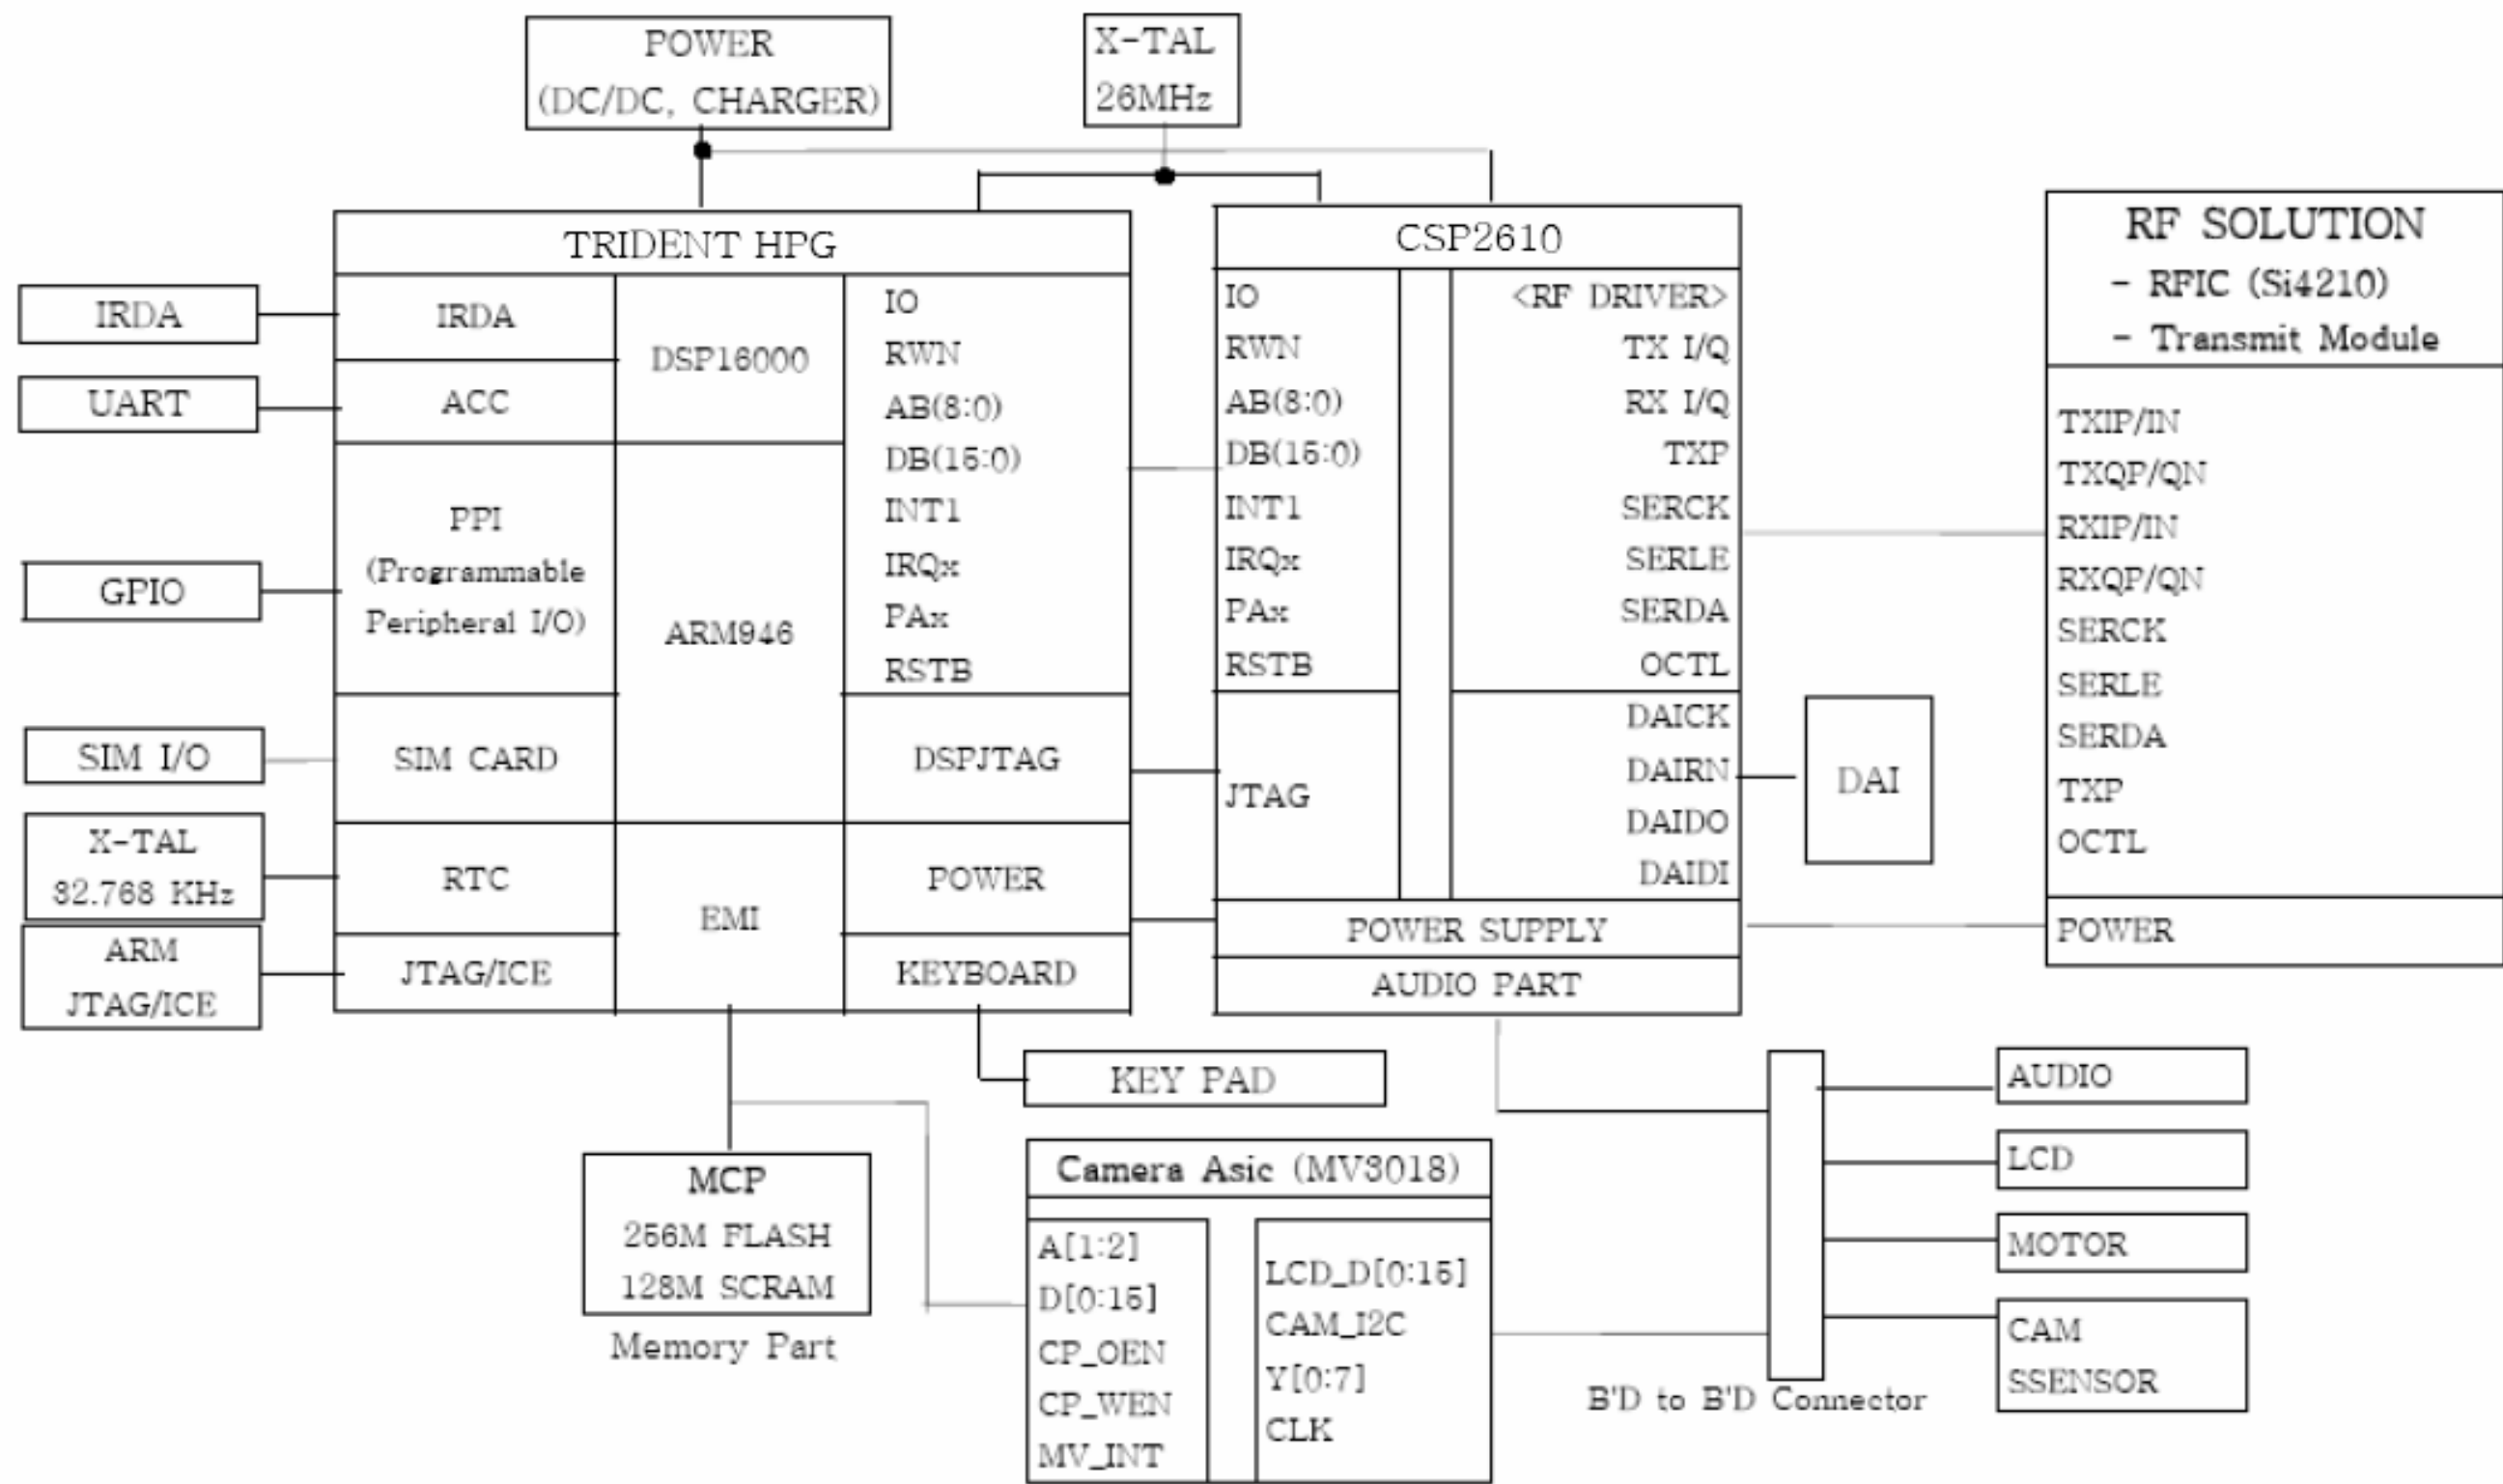 POWER
(DC/DC, CHARGER)
X-TAL
26MHz
IRDA
UART
GPIO
SIM I/O
X-TAL
32.768 KHz
ARM
JTAG/ICE
TRIDENT HPG
IRDA
ACC
PPI
(Programmable
Peripheral I/O)
SIM CARD
RTC
JTAG/ICE
DSP16000
ARM946
EMI
IO
RWN
AB(8:0)
DB(15:0)
INT1
IRQx
PAx
RSTB
DSPJTAG
POWER
KEYBOARD
CSP2610
IO
RWN
AB(8:0)
DB(15:0)
INT1
IRQx
PAx
RSTB
JTAG
<RF DRIVER>
TX I/Q
RX I/Q
TXP
SERCK
SERLE
SERDA
OCTL
DAICK
DAIRN
DAIDO
DAIDI
POWER SUPPLY
AUDIO PART
DAI
RF SOLUTION
- RFIC (Si4210)
- Transmit Module
TXIP/IN
TXQP/QN
RXIP/IN
RXQP/QN
SERCK
SERLE
SERDA
TXP
OCTL
POWER
KEY PAD
MCP
256M FLASH
128M SCRAM
Memory Part
Camera Asic (MV3018)
A[1:2]
D[0:15]
CP_OEN
CP_WEN
MV_INT
LCD_D[0:15]
CAM_I2C
Y[0:7]
CLK
B'D to B'D Connector
AUDIO
LCD
MOTOR
CAM
SSENSOR